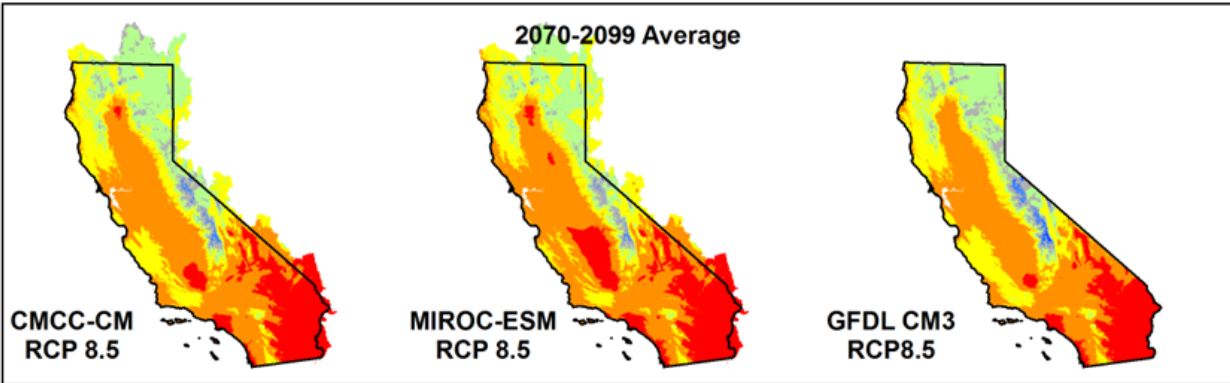 2070-2099 Average
CMCC-CM
RCP 8.5
MIROC-ESM
RCP 8.5
GFDL CM3
RCP8.5